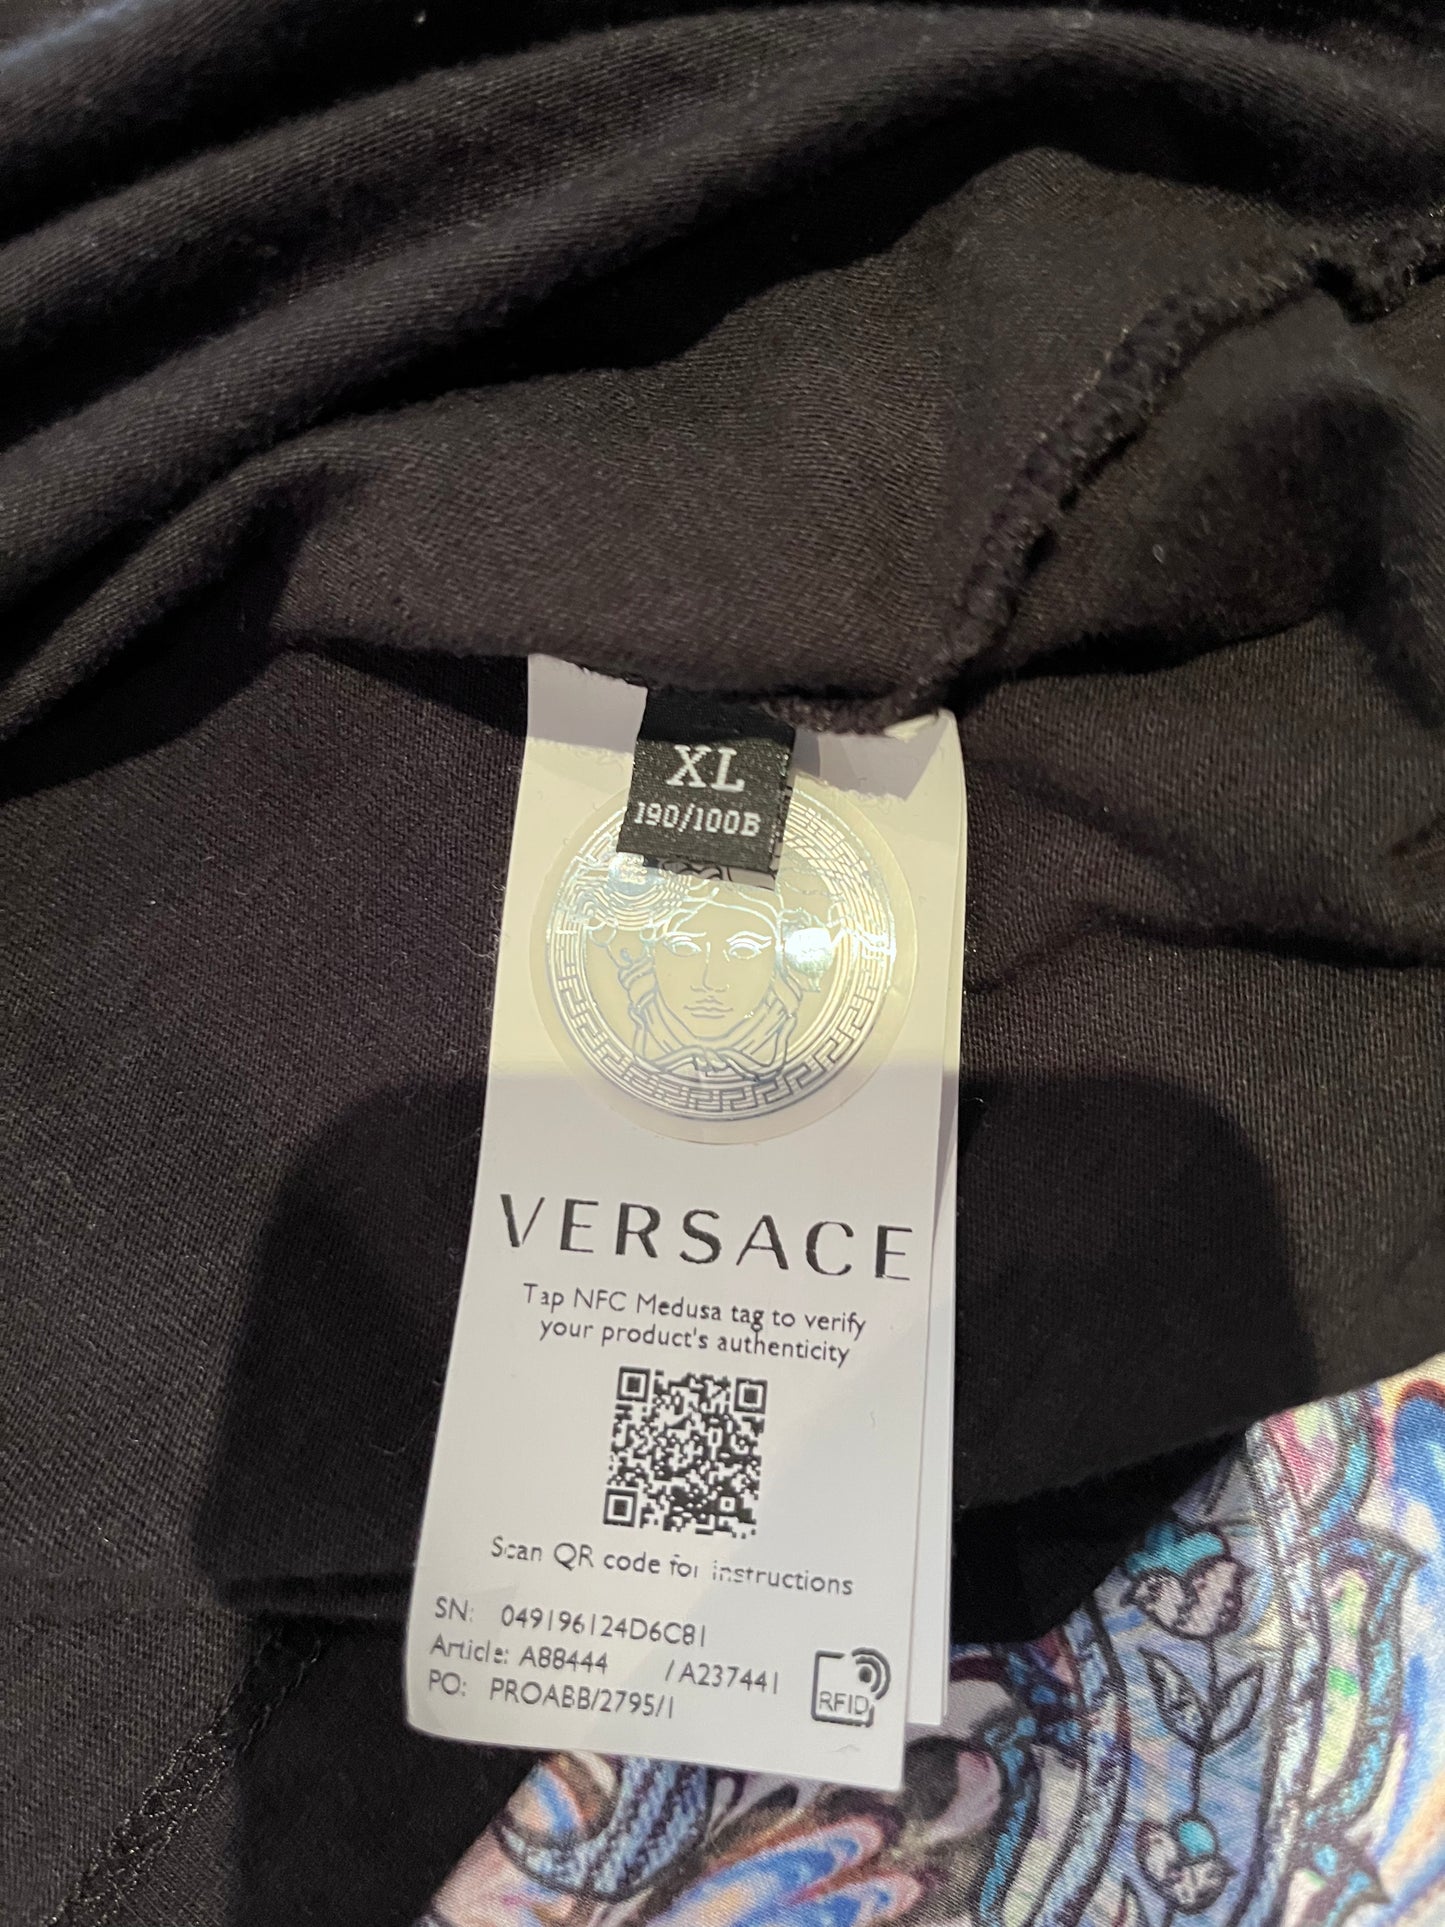 XL
190/100B
VERSACE
Tap NFC Medusa tag to verify
your product's authenticity
Scan QR code for instructions
SN: 049196124D6C81
Article: A88444 /A237441
PO: PROABB/2795/1
RFID